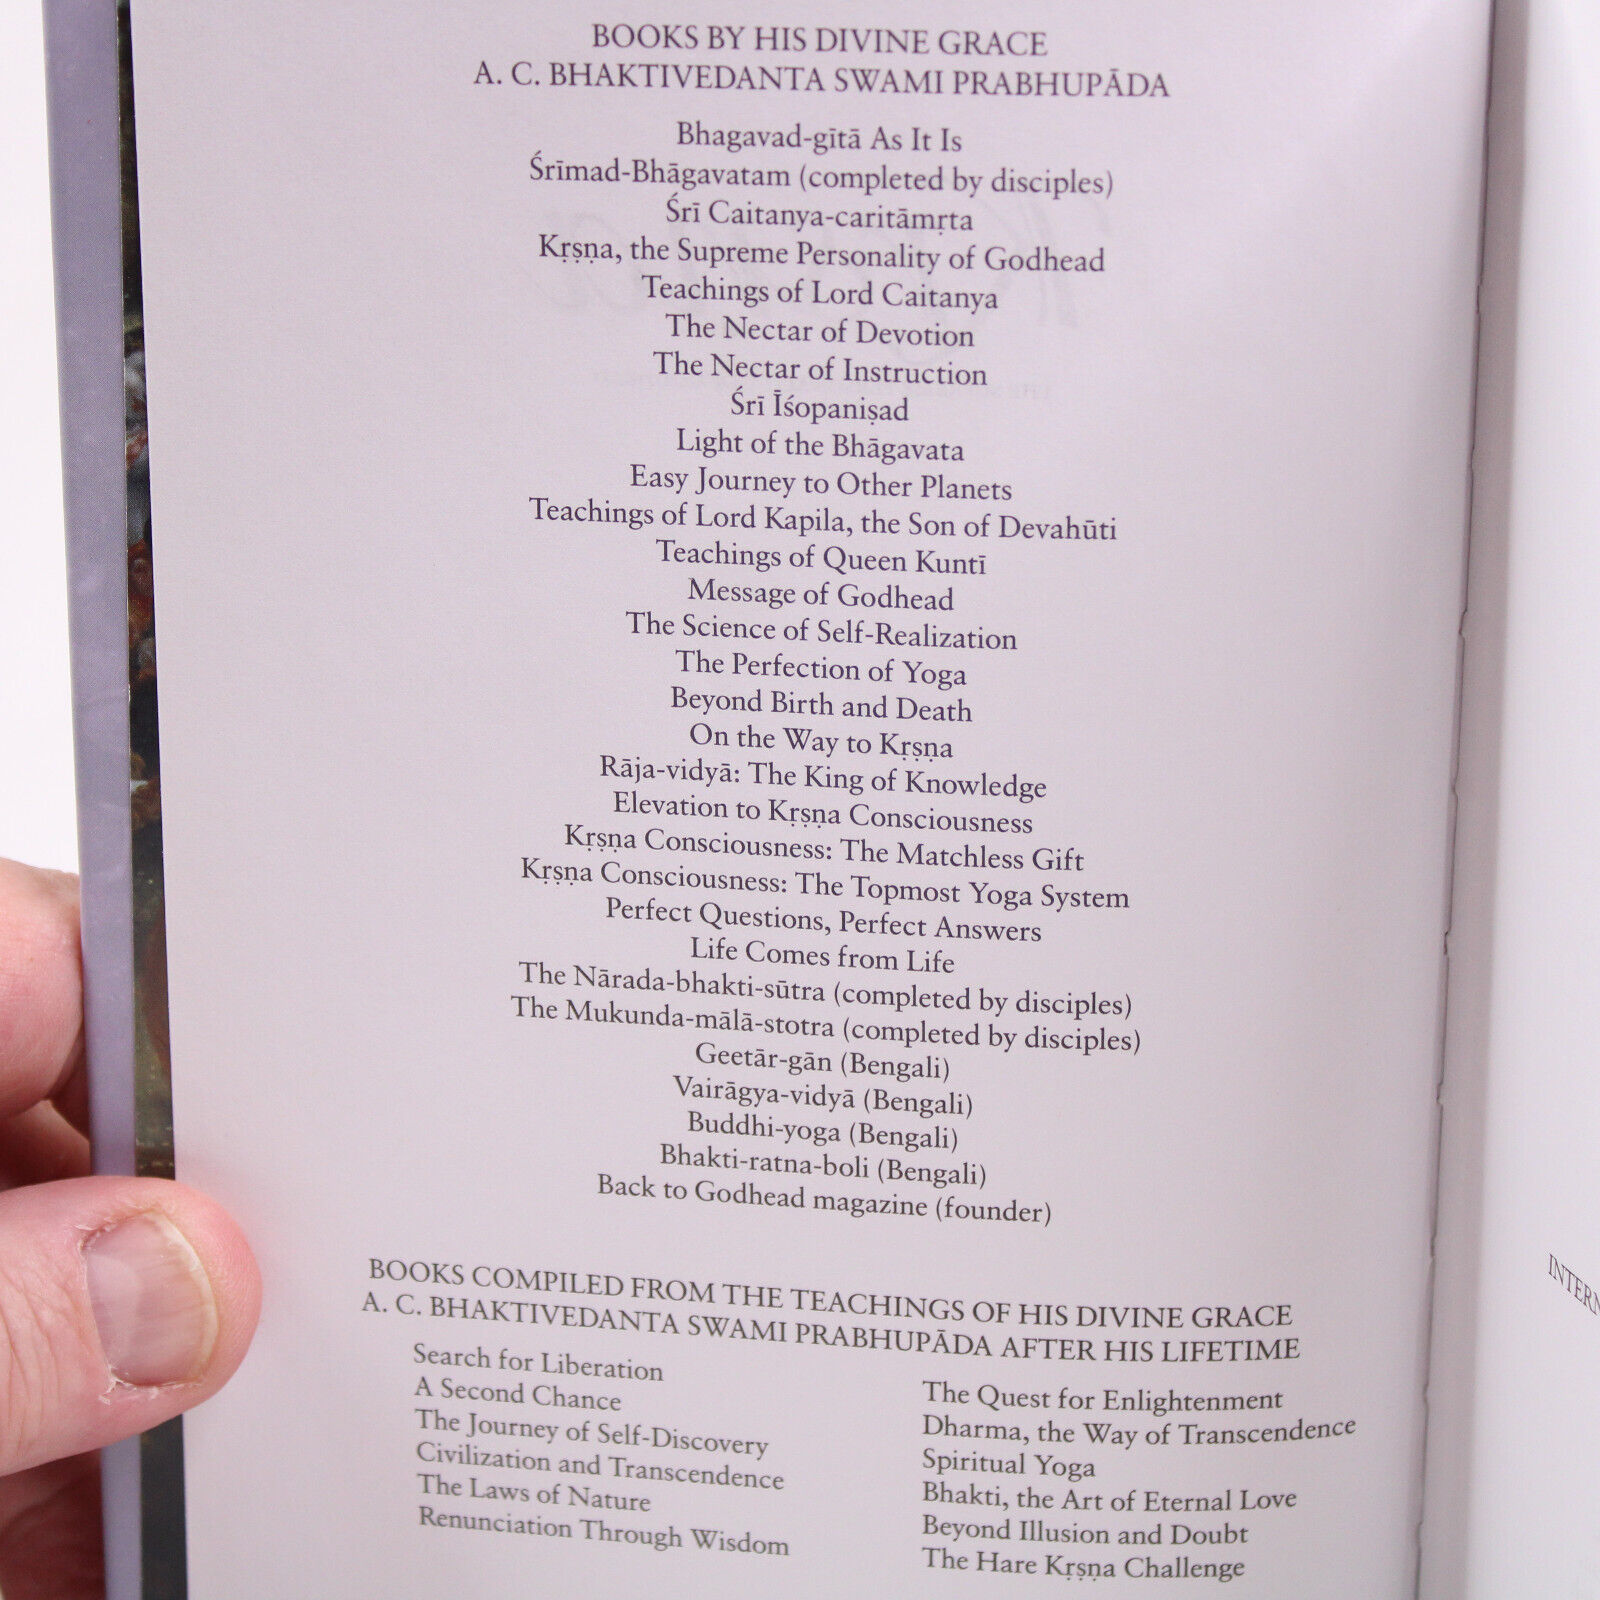 BOOKS BY HIS DIVINE GRACE
A. C. BHAKTIVEDANTA SWAMI PRABHUPĀDA
Bhagavad-gītā As It Is
Śrīmad-Bhāgavatam (completed by disciples)
Śrī Caitanya-caritāmṛta
Kṛṣṇa, the Supreme Personality of Godhead
Teachings of Lord Caitanya
The Nectar of Devotion
The Nectar of Instruction
Śrī Īśopaniṣad
Light of the Bhāgavata
Easy Journey to Other Planets
Teachings of Lord Kapila, the Son of Devahūti
Teachings of Queen Kuntī
Message of Godhead
The Science of Self-Realization
The Perfection of Yoga
Beyond Birth and Death
On the Way to Kṛṣṇa
Rāja-vidyā: The King of Knowledge
Elevation to Kṛṣṇa Consciousness
Kṛṣṇa Consciousness: The Matchless Gift
Kṛṣṇa Consciousness: The Topmost Yoga System
Perfect Questions, Perfect Answers
Life Comes from Life
The Nārada-bhakti-sūtra (completed by disciples)
The Mukunda-mālā-stotra (completed by disciples)
Geetār-gān (Bengali)
Vairāgya-vidyā (Bengali)
Buddhi-yoga (Bengali)
Bhakti-ratna-boli (Bengali)
Back to Godhead magazine (founder)
BOOKS COMPILED FROM THE TEACHINGS OF HIS DIVINE GRACE
A. C. BHAKTIVEDANTA SWAMI PRABHUPĀDA AFTER HIS LIFETIME
Search for Liberation
A Second Chance
The Journey of Self-Discovery
Civilization and Transcendence
The Laws of Nature
Renunciation Through Wisdom
The Quest for Enlightenment
Dharma, the Way of Transcendence
Spiritual Yoga
Bhakti, the Art of Eternal Love
Beyond Illusion and Doubt
The Hare Kṛṣṇa Challenge